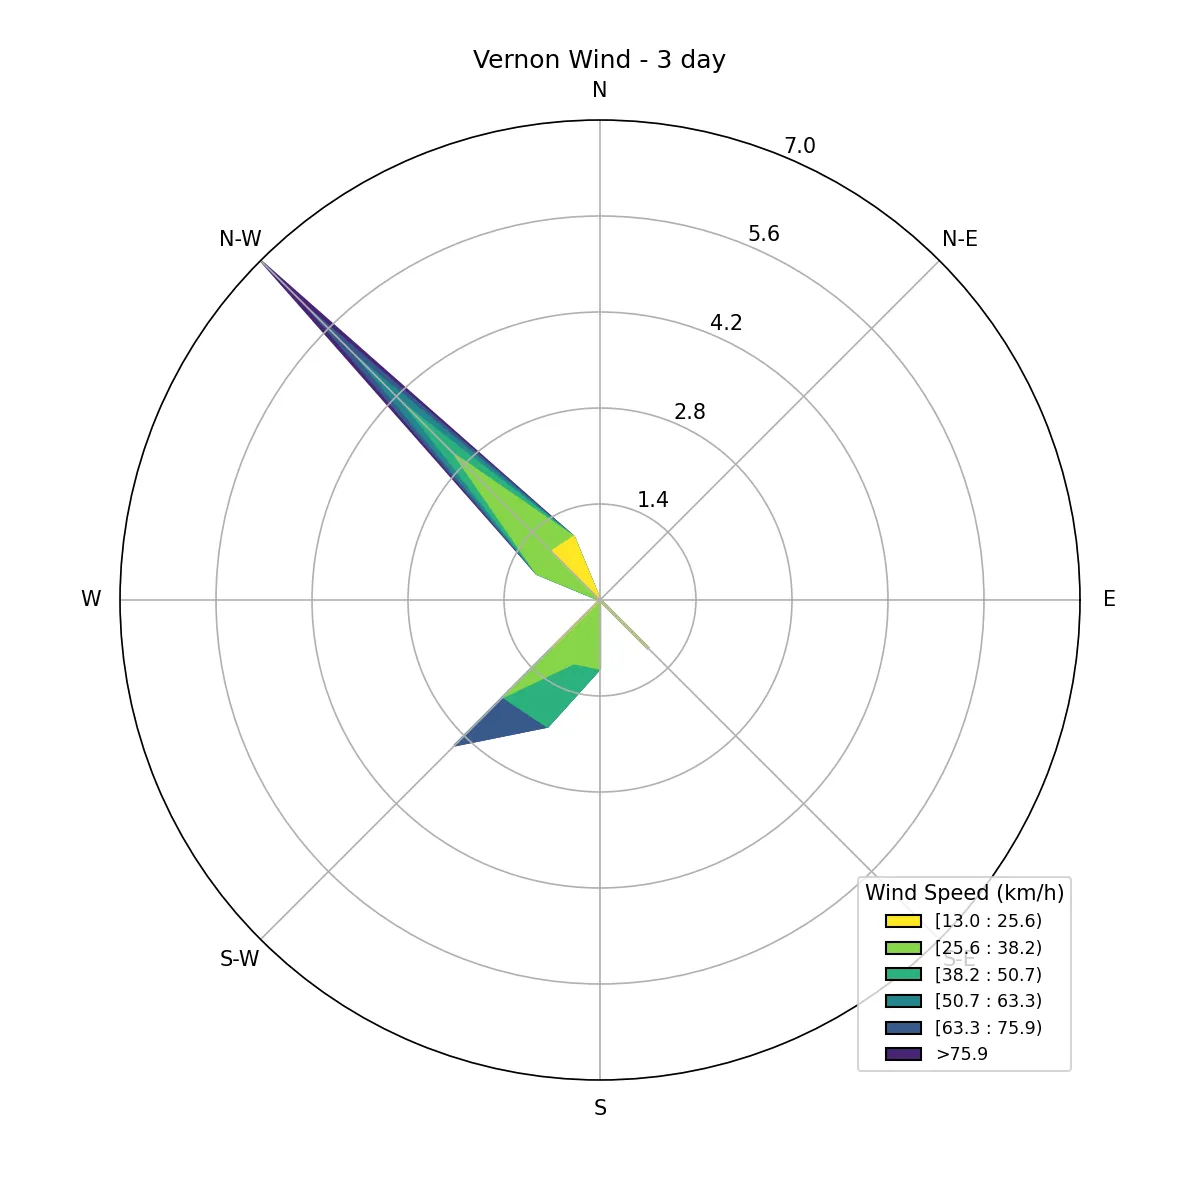 Vernon Wind - 3 day
N
7.0
5.6
N-W
N-E
4.2
2.8
1.4
W
E
Wind Speed (km/h)
[13.0 : 25.6)
[25.6 : 38.2)
S-W
S-E
[38.2 : 50.7)
[50.7 : 63.3)
[63.3 : 75.9)
>75.9
S